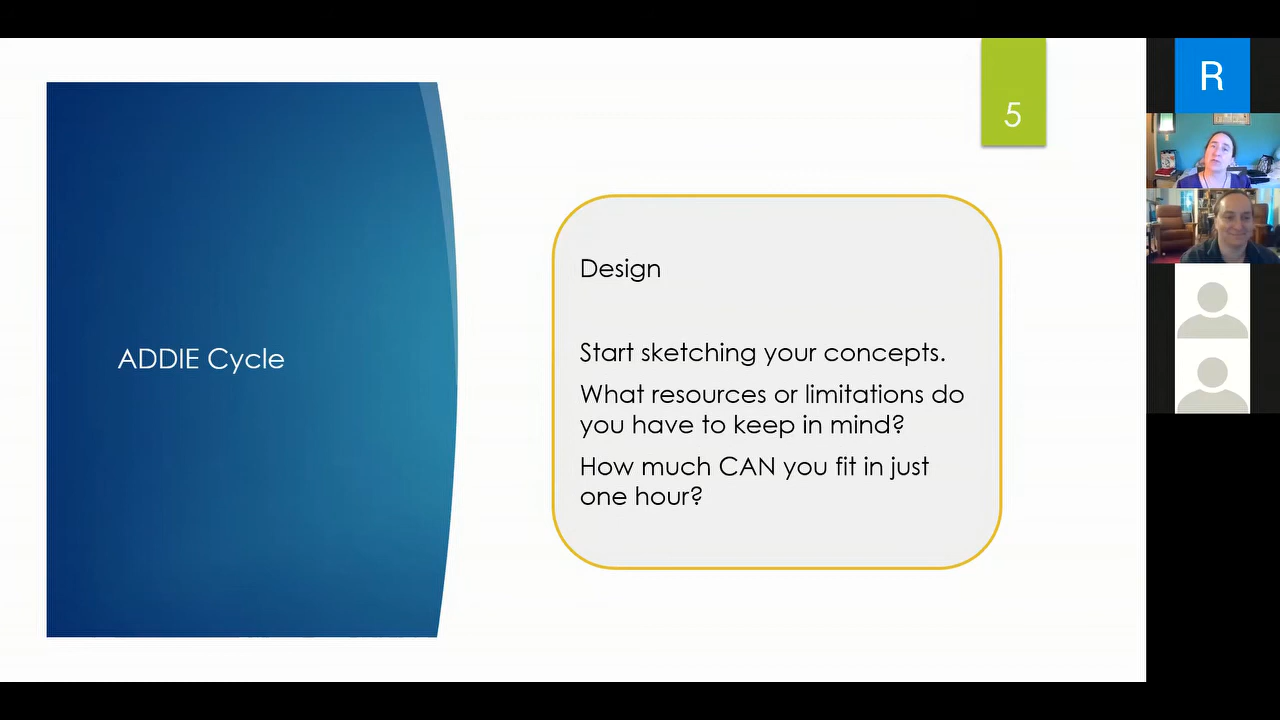 5
ADDIE Cycle
Design
Start sketching your concepts.
What resources or limitations do
you have to keep in mind?
How much CAN you fit in just
one hour?
R